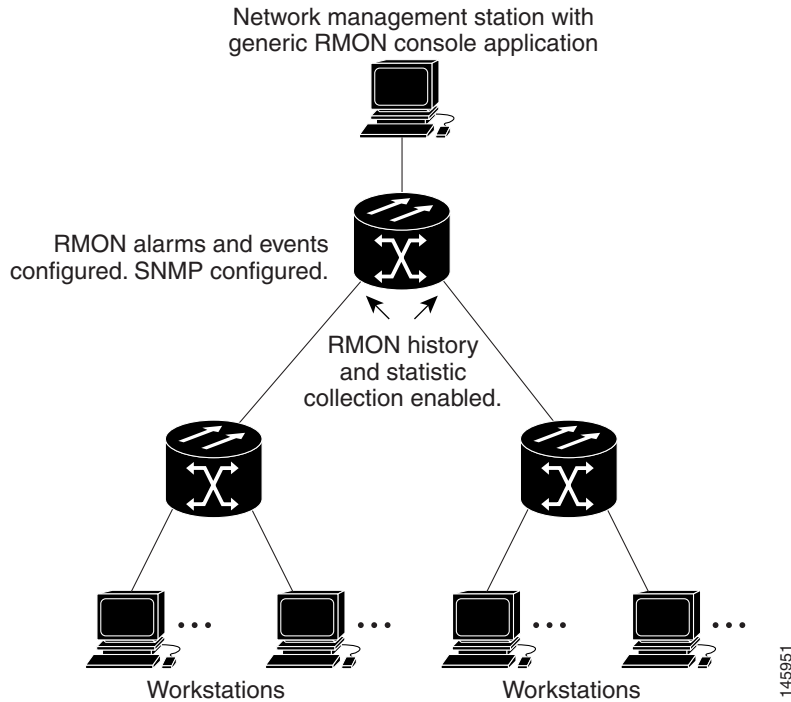 Network management station with
generic RMON console application
RMON alarms and events
configured. SNMP configured.
RMON history
and statistic
collection enabled.
Workstations
Workstations
145951